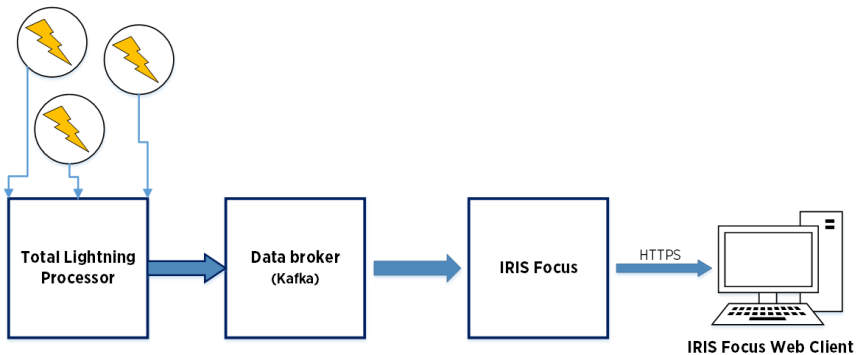 Total Lightning
Processor
Data broker
(Kafka)
IRIS Focus
HTTPS
IRIS Focus Web Client